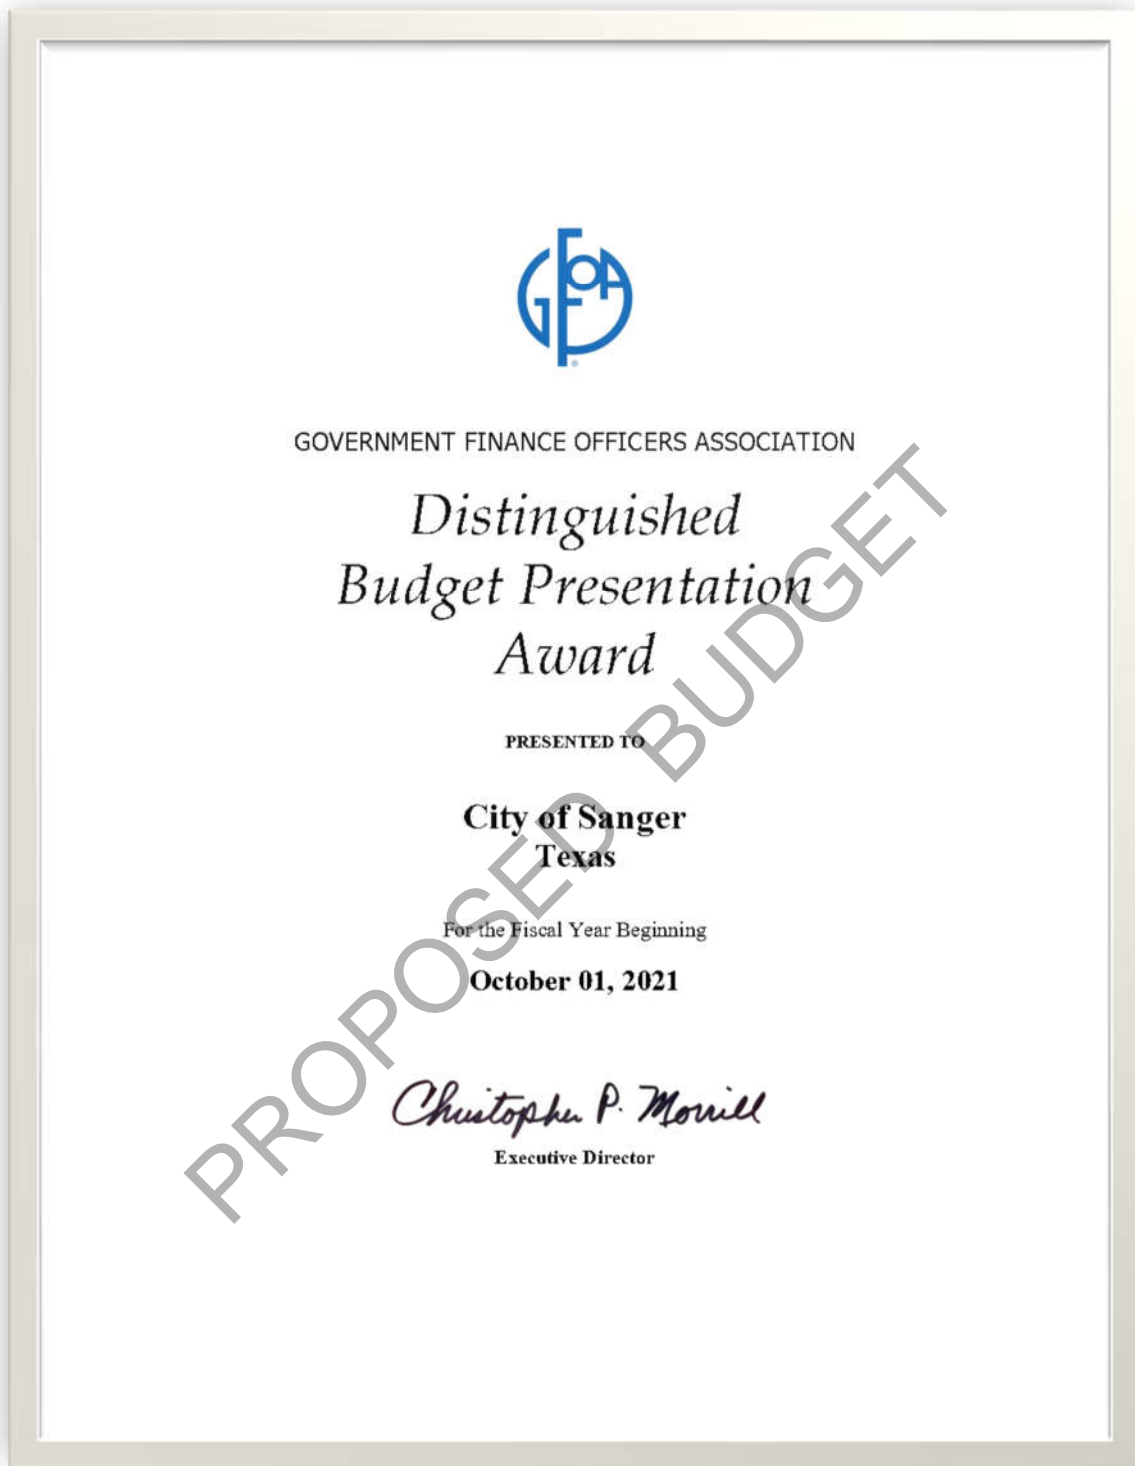 GFOA
GOVERNMENT FINANCE OFFICERS ASSOCIATION
Distinguished
Budget Presentation
Award
PRESENTED TO
City of Sanger
Texas
For the Fiscal Year Beginning
October 01, 2021
Christopher P. Morrill
Executive Director
PROPOSED BUDGET